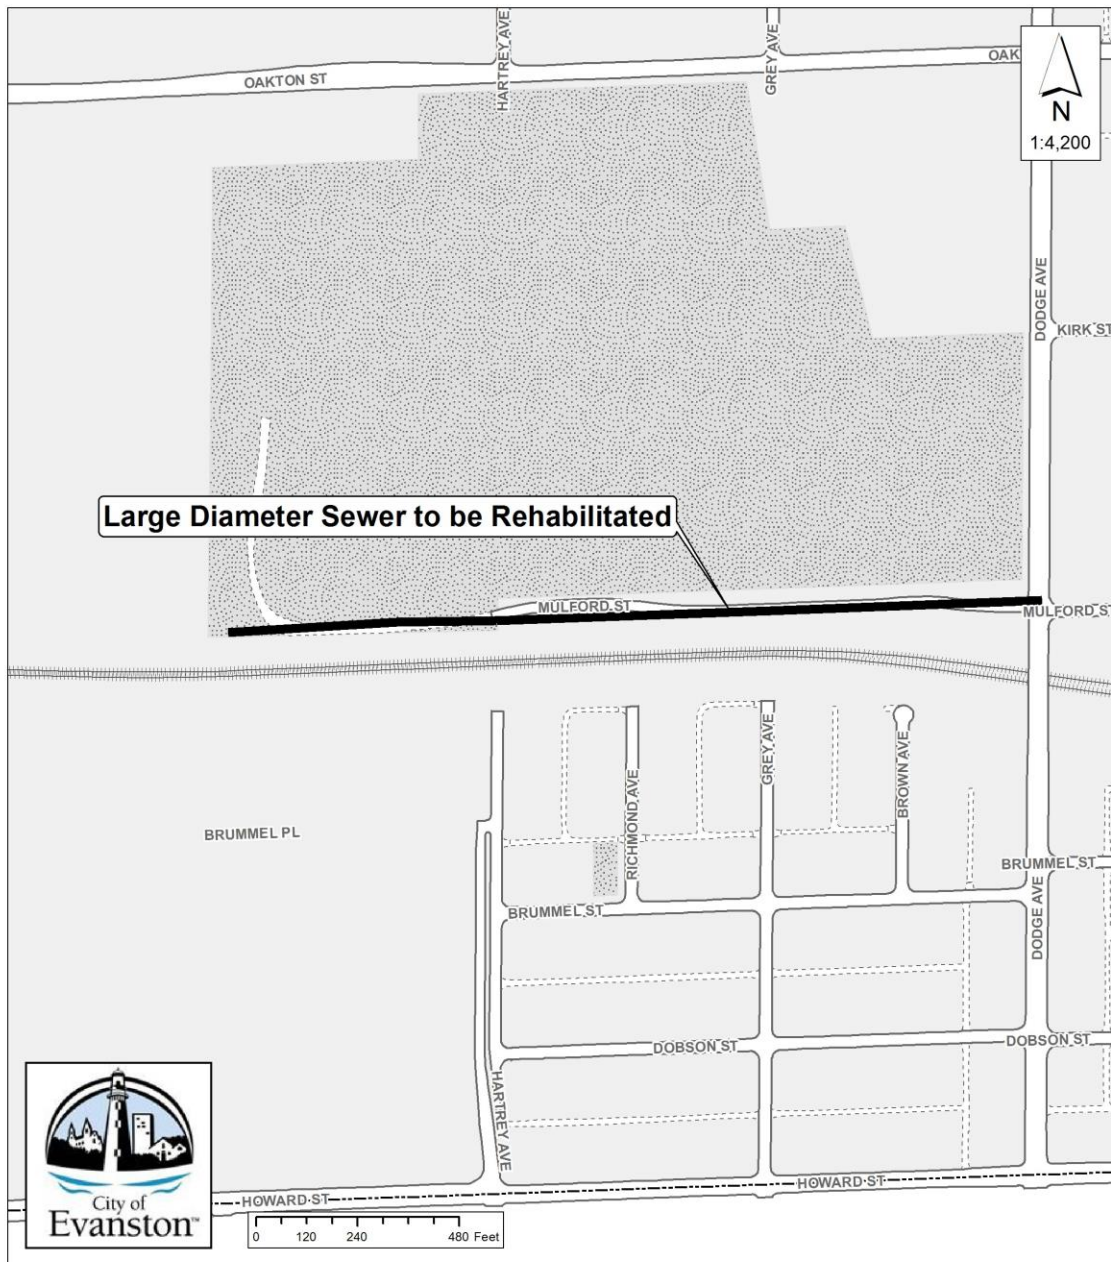 HARTREY AVE
GREY AVE
OAKTON ST
OAK
N
1:4,200
DODGE AVE
KIRK ST
Large Diameter Sewer to be Rehabilitated
MULFORD ST
MULFORD ST
GREY AVE
BROWN AVE
RICHMOND AVE
BRUMMEL PL
BRUMMEL ST
BRUMMEL ST
DODGE AVE
DOBSON ST
DOBSON ST
HARTREY AVE
HOWARD ST
HOWARD ST
City of
Evanston™
0 120 240 480 Feet